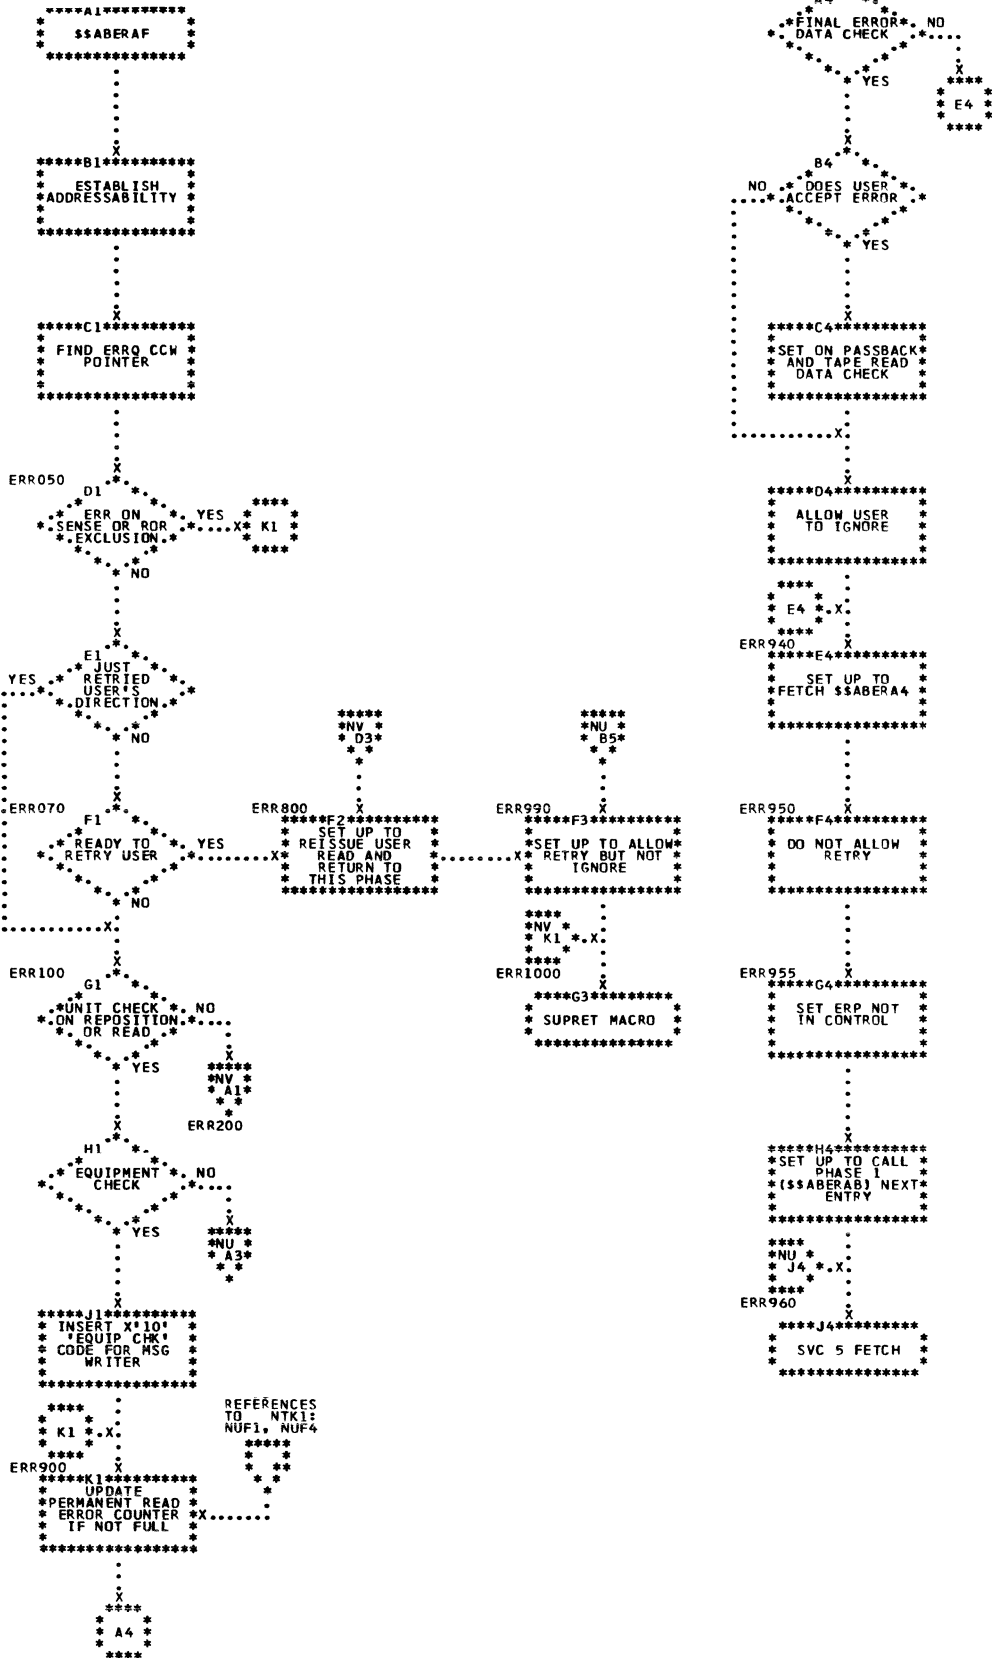 A1
$$ABERAF
B1
ESTABLISH
ADDRESSABILITY
C1
FIND ERRQ CCW
POINTER
ERR050
D1
ERR ON
SENSE OR ROR
EXCLUSION
YES
K1
NO
E1
JUST
RETRIED
USER'S
DIRECTION
YES
NO
ERR070
F1
READY TO
RETRY USER
YES
NO
ERR100
G1
UNIT CHECK
ON REPOSITION
OR READ
NO
YES
NV
A1
ERR200
H1
EQUIPMENT
CHECK
NO
YES
NU
A3
J1
INSERT X'10'
'EQUIP CHK'
CODE FOR MSG
WRITER
K1
ERR900
K1
UPDATE
PERMANENT READ
ERROR COUNTER
IF NOT FULL
REFERENCES
TO NTK1:
NUF1, NUF4
A4
NV
D3
ERR800
F2
SET UP TO
REISSUE USER
READ AND
RETURN TO
THIS PHASE
NU
B5
ERR990
F3
SET UP TO ALLOW
RETRY BUT NOT
IGNORE
NV
K1
ERR1000
G3
SUPRET MACRO
A4
FINAL ERROR
DATA CHECK
NO
YES
E4
B4
DOES USER
ACCEPT ERROR
NO
YES
C4
SET ON PASSBACK
AND TAPE READ
DATA CHECK
D4
ALLOW USER
TO IGNORE
E4
ERR940
E4
SET UP TO
FETCH $$ABERA4
ERR950
F4
DO NOT ALLOW
RETRY
ERR955
G4
SET ERP NOT
IN CONTROL
H4
SET UP TO CALL
PHASE 1
($$ABERAB) NEXT
ENTRY
NU
J4
ERR960
J4
SVC 5 FETCH